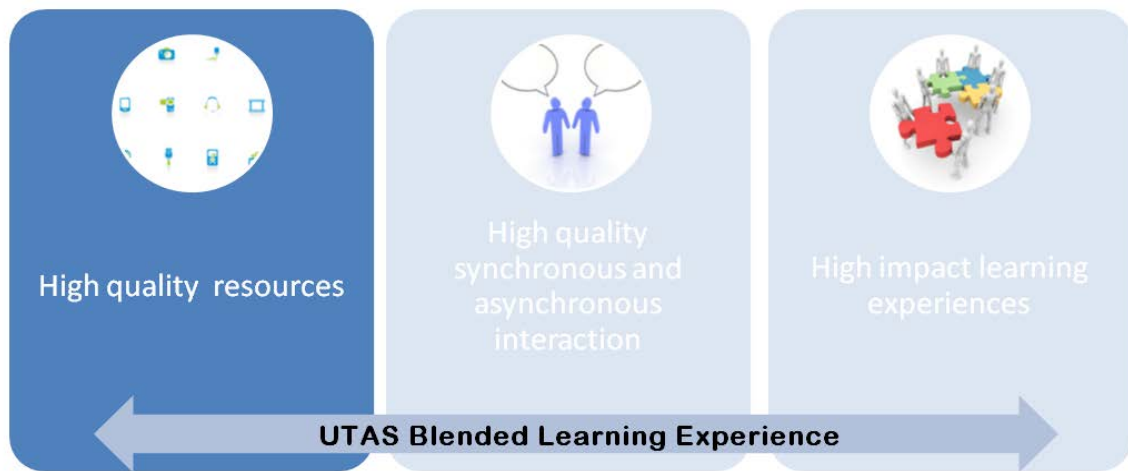 High quality resources
High quality
synchronous and
asynchronous
interaction
High impact learning
experiences
UTAS Blended Learning Experience